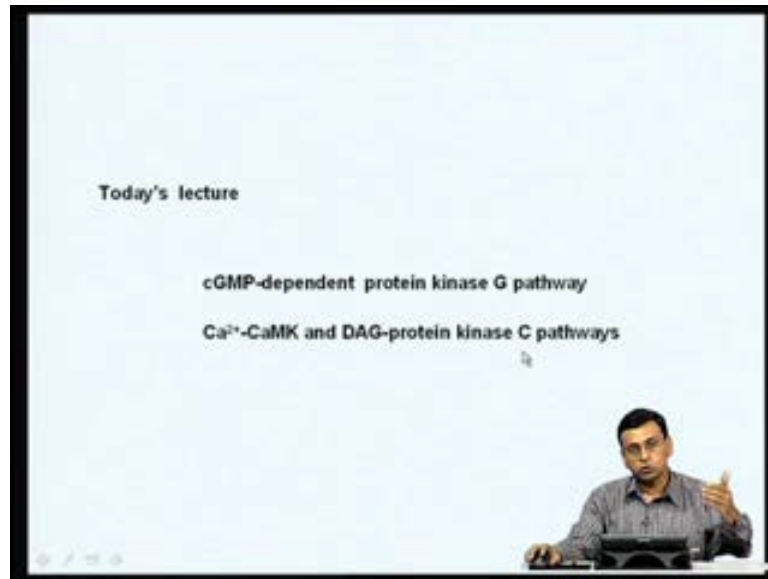 Today's lecture
cGMP-dependent protein kinase G pathway
Ca²⁺-CaMK and DAG-protein kinase C pathways